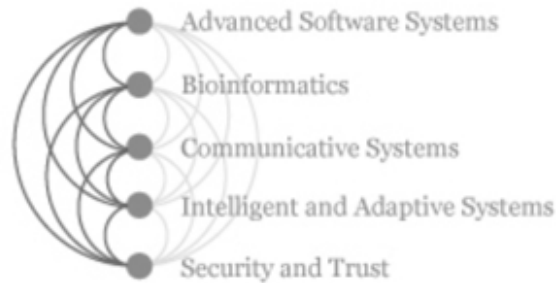 Advanced Software Systems
Bioinformatics
Communicative Systems
Intelligent and Adaptive Systems
Security and Trust